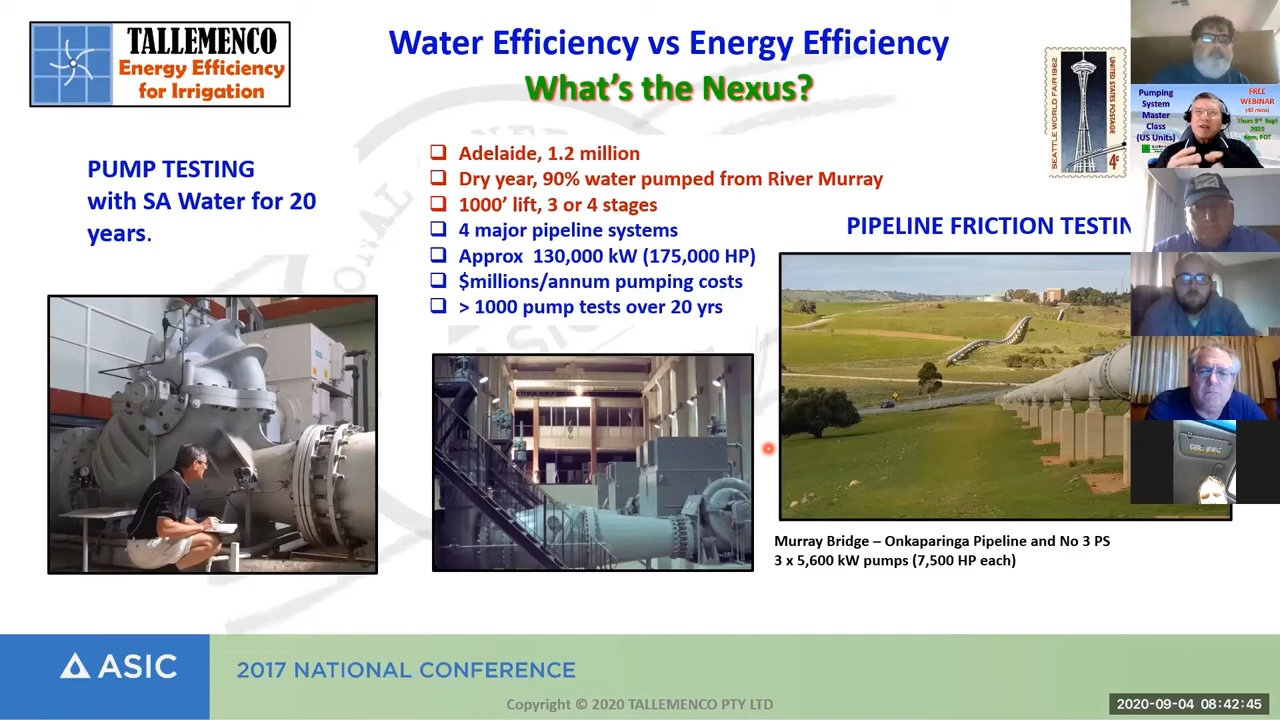 TALLEMENCO
Energy Efficiency
for Irrigation
Water Efficiency vs Energy Efficiency
What's the Nexus?
SEATTLE WORLD FAIR 1962
UNITED STATES POSTAGE
4¢
Pumping
System
Master
Class
(US Units)
FREE
WEBINAR
(40 mins)
Thurs 3rd Sept
2020
6pm, PDT
PUMP TESTING
with SA Water for 20
years.
Adelaide, 1.2 million
Dry year, 90% water pumped from River Murray
1000' lift, 3 or 4 stages
4 major pipeline systems
Approx 130,000 kW (175,000 HP)
$millions/annum pumping costs
> 1000 pump tests over 20 yrs
PIPELINE FRICTION TESTIN
Murray Bridge – Onkaparinga Pipeline and No 3 PS
3 x 5,600 kW pumps (7,500 HP each)
ASIC
2017 NATIONAL CONFERENCE
Copyright © 2020 TALLEMENCO PTY LTD
2020-09-04 08:42:45